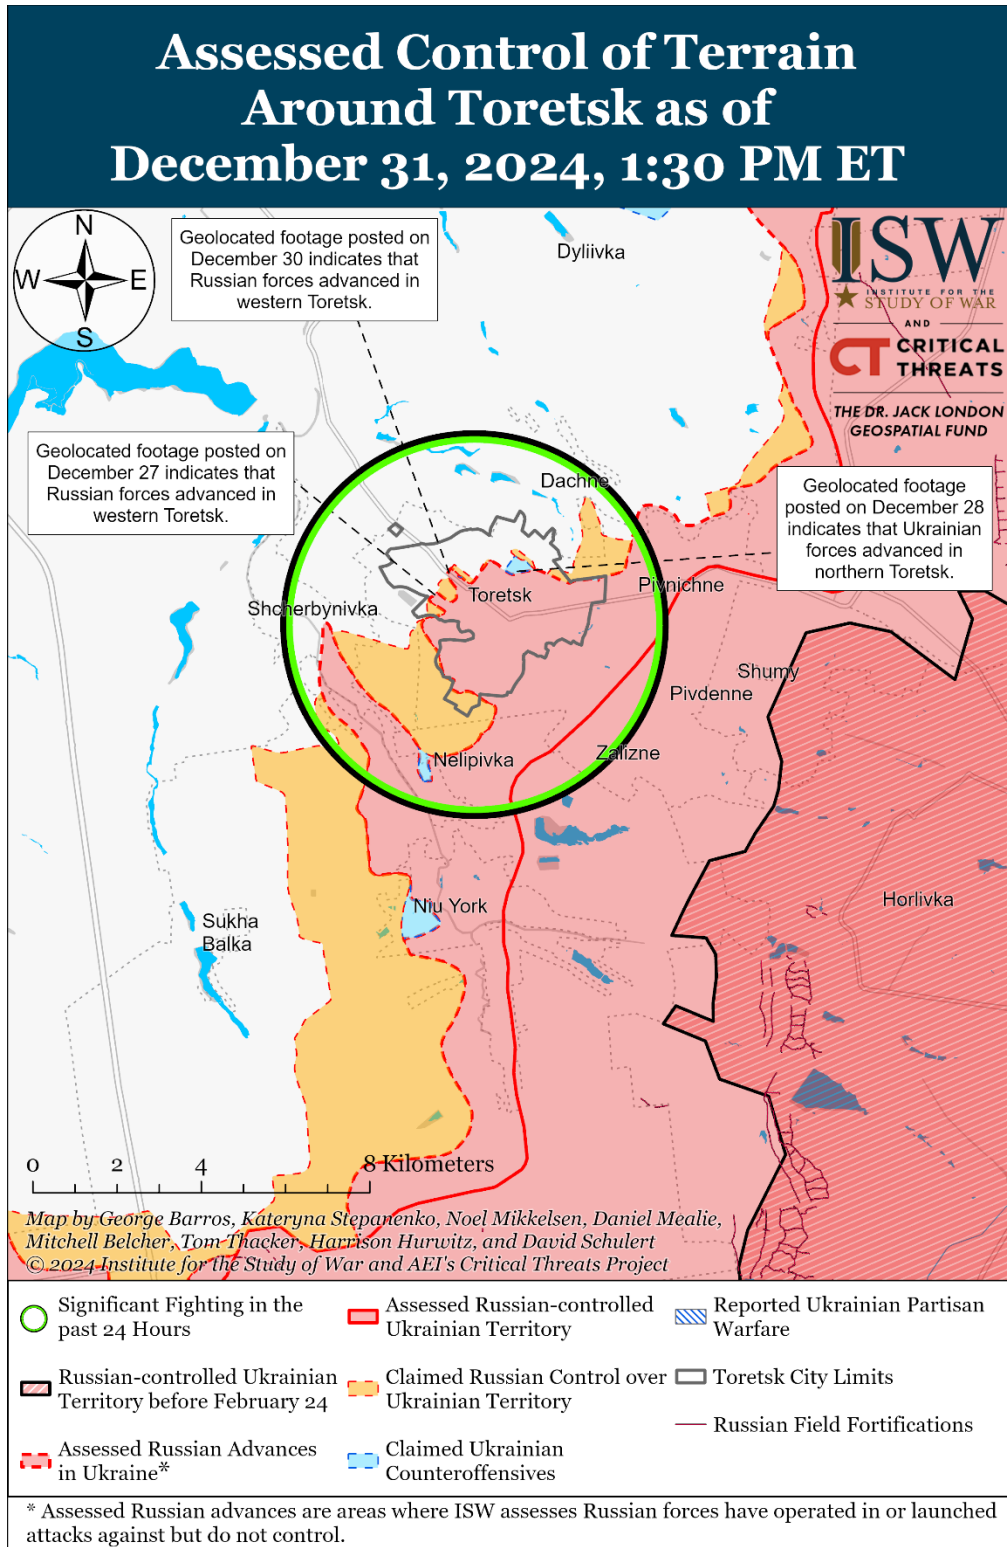 Assessed Control of Terrain
Around Toretsk as of
December 31, 2024, 1:30 PM ET
N
W
E
S
Geolocated footage posted on
December 30 indicates that
Russian forces advanced in
western Toretsk.
Dyliivka
ISW
INSTITUTE FOR THE
STUDY OF WAR
AND
CT CRITICAL
THREATS
THE DR. JACK LONDON
GEOSPATIAL FUND
Geolocated footage posted on
December 27 indicates that
Russian forces advanced in
western Toretsk.
Dachne
Geolocated footage
posted on December 28
indicates that Ukrainian
forces advanced in
northern Toretsk.
Shcherbynivka
Toretsk
Pivnichne
Shumy
Pivdenne
Nelipivka
Zalizne
Niu York
Horlivka
Sukha
Balka
0 2 4 8 Kilometers
Map by George Barros, Kateryna Stepanenko, Noel Mikkelsen, Daniel Mealie,
Mitchell Belcher, Tom Thacker, Harrison Hurwitz, and David Schulert
© 2024 Institute for the Study of War and AEI's Critical Threats Project
Significant Fighting in the
past 24 Hours
Russian-controlled Ukrainian
Territory before February 24
Assessed Russian Advances
in Ukraine*
Assessed Russian-controlled
Ukrainian Territory
Claimed Russian Control over
Ukrainian Territory
Claimed Ukrainian
Counteroffensives
Reported Ukrainian Partisan
Warfare
Toretsk City Limits
Russian Field Fortifications
* Assessed Russian advances are areas where ISW assesses Russian forces have operated in or launched
attacks against but do not control.